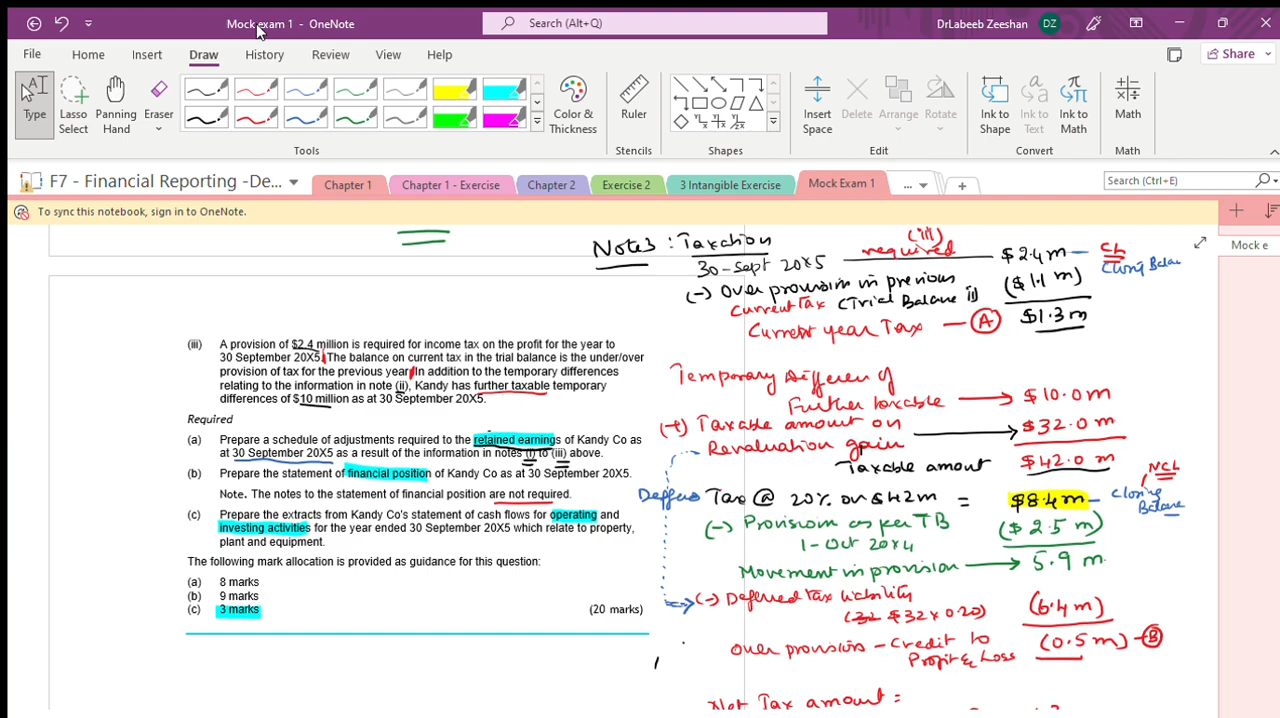 Mock exam 1 - OneNote
Search (Alt+Q)
DrLabeeb Zeeshan
DZ
File
Home
Insert
Draw
History
Review
View
Help
Share
Type
Lasso Select
Panning Hand
Eraser
Tools
Color & Thickness
Ruler
Stencils
Shapes
Insert Space
Delete
Arrange
Rotate
Edit
Ink to Shape
Ink to Text
Ink to Math
Convert
Math
Math
F7 - Financial Reporting -De...
Chapter 1
Chapter 1 - Exercise
Chapter 2
Exercise 2
3 Intangible Exercise
Mock Exam 1
...
Search (Ctrl+E)
To sync this notebook, sign in to OneNote.
Mock e
(iii) A provision of $2.4 million is required for income tax on the profit for the year to
30 September 20X5. The balance on current tax in the trial balance is the under/over
provision of tax for the previous year. In addition to the temporary differences
relating to the information in note (ii), Kandy has further taxable temporary
differences of $10 million as at 30 September 20X5.
Required
(a) Prepare a schedule of adjustments required to the retained earnings of Kandy Co as
at 30 September 20X5 as a result of the information in notes (i) to (iii) above.
(b) Prepare the statement of financial position of Kandy Co as at 30 September 20X5.
Note. The notes to the statement of financial position are not required.
(c) Prepare the extracts from Kandy Co's statement of cash flows for operating and
investing activities for the year ended 30 September 20X5 which relate to property,
plant and equipment.
The following mark allocation is provided as guidance for this question:
(a) 8 marks
(b) 9 marks
(c) 3 marks (20 marks)
Note 3 : Taxation
(iii)
30-Sept 20X5 required $2.4m - CL
Closing Balan
(-) Over provision in previous ($1.1m)
Current Tax (Trial Balance ii)
Current year Tax - (A) $1.3m
Temporary Differen of
Further taxable $10.0m
(+) Taxable amount on $32.0m
Revaluation gain
Taxable amount $42.0m
NCL
Deffers Tax @ 20% on $42m = $8.4m - Closing Balance
(-) Provision as per TB ($2.5m)
1-Oct 20X4
Movement in provision 5.9m
(-) Deferred tax liability (6.4m)
(32 $32x0.20)
Over provision - Credit to (0.5m) - (B)
Profit & Loss
Net Tax amount =